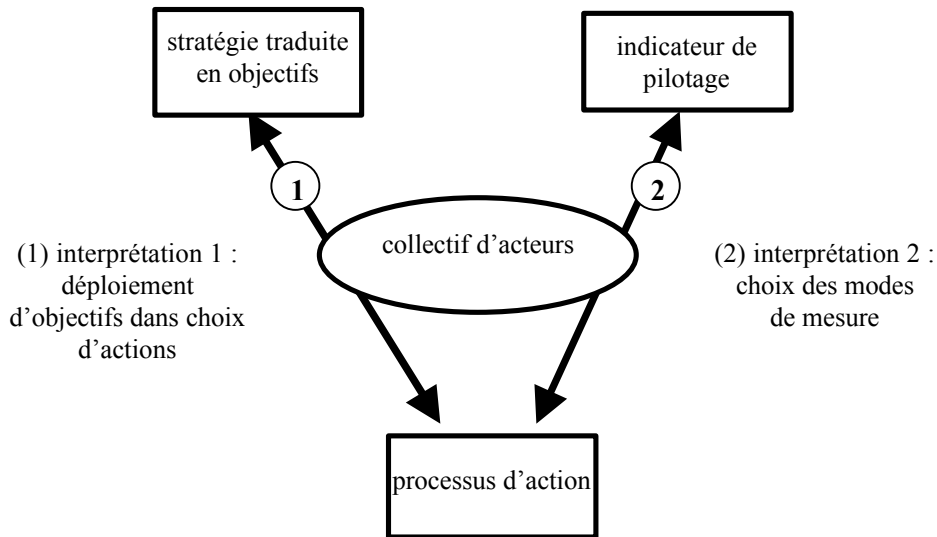 stratégie traduite
en objectifs
indicateur de
pilotage
1
2
collectif d’acteurs
(1) interprétation 1 :
déploiement
d’objectifs dans choix
d’actions
(2) interprétation 2 :
choix des modes
de mesure
processus d’action